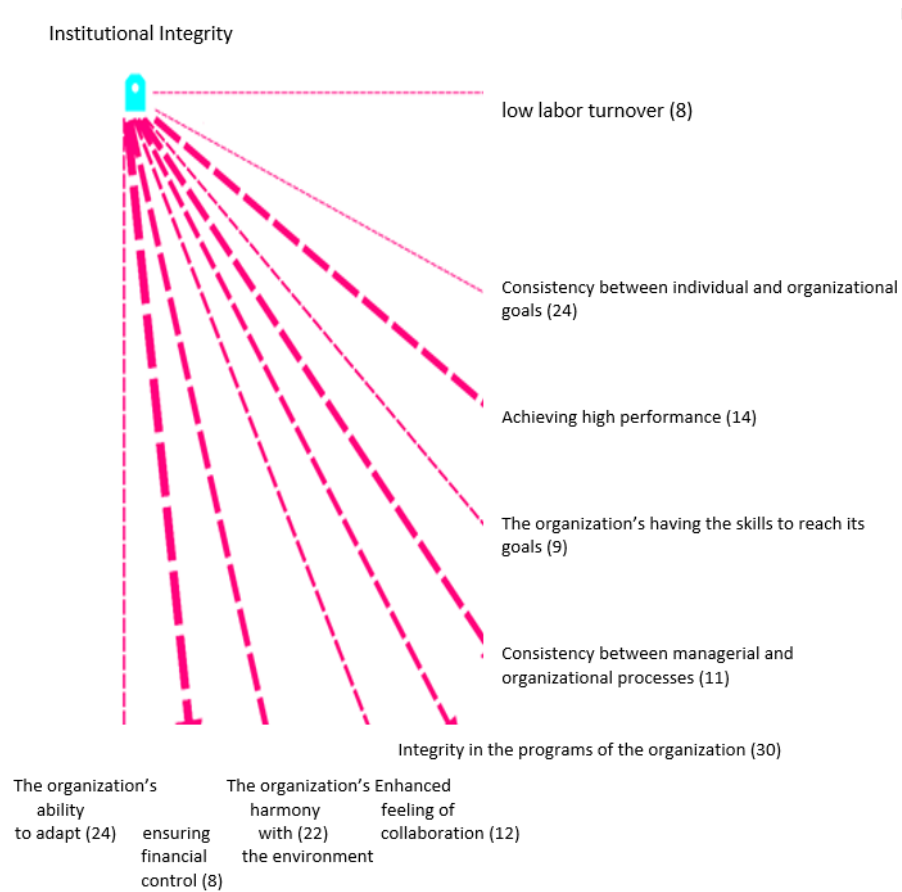 Institutional Integrity
low labor turnover (8)
Consistency between individual and organizational
goals (24)
Achieving high performance (14)
The organization’s having the skills to reach its
goals (9)
Consistency between managerial and
organizational processes (11)
Integrity in the programs of the organization (30)
The organization’s
ability
to adapt (24)
ensuring
financial
control (8)
The organization’s
harmony
with (22)
the environment
Enhanced
feeling of
collaboration (12)